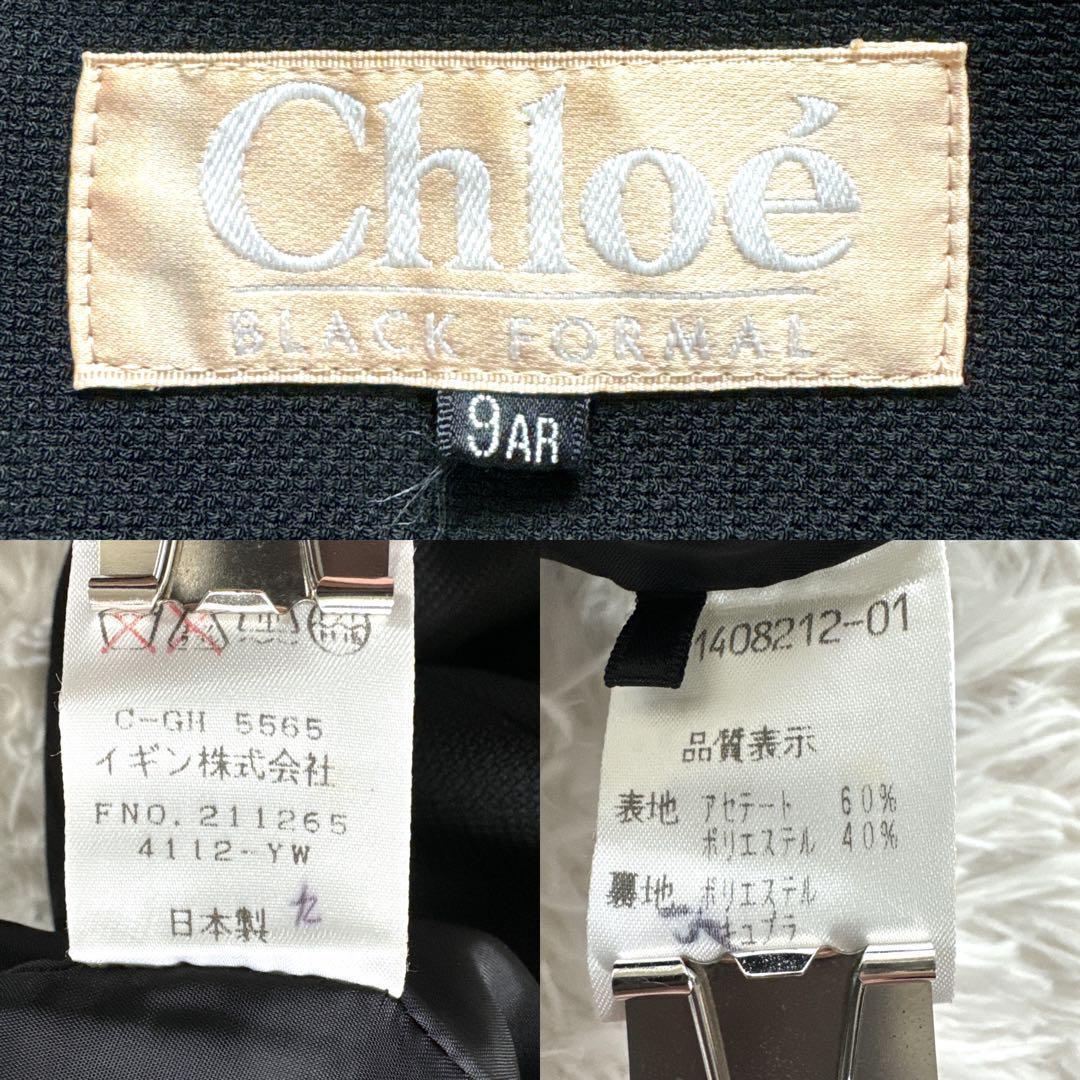 Chloé
BLACK FORMAL
9AR
C-GH 5565
イギン株式会社
FNO. 211265
4112-YW
日本製
1408212-01
品質表示
表地 アセテート 60%
ポリエステル 40%
裏地 ポリエステル
キュプラ